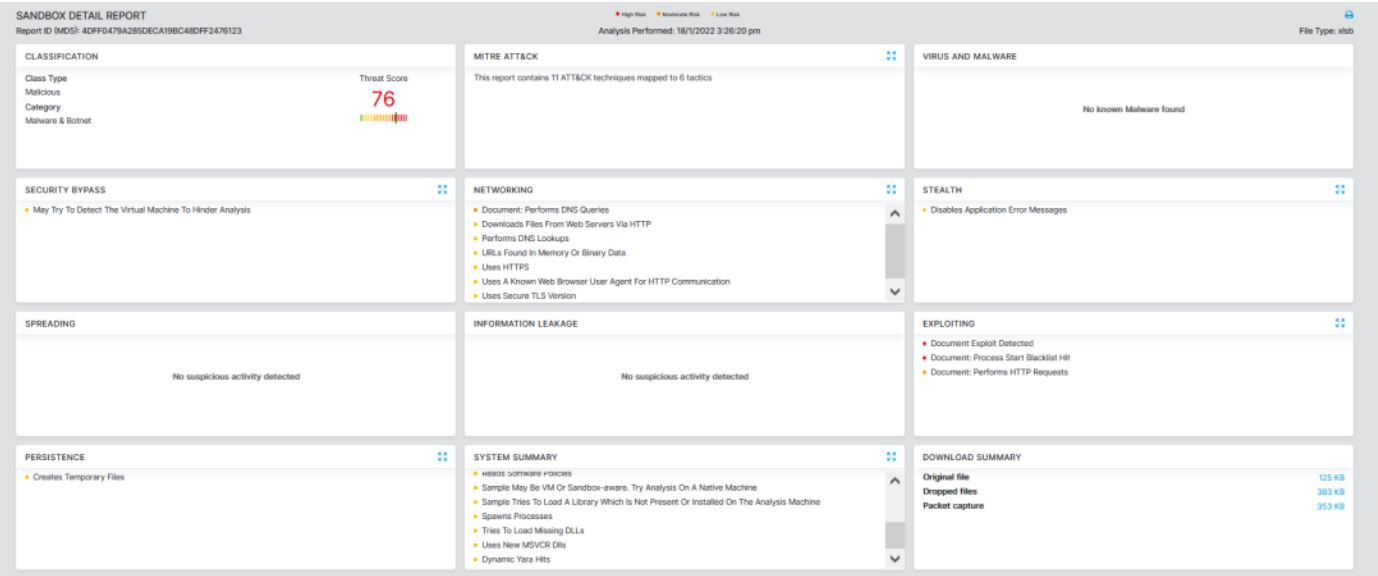 SANDBOX DETAIL REPORT
High Risk Moderate Risk Low Risk
Report ID (MD5): 4DFF0479A285DECA19BC48DFF2476123
Analysis Performed: 18/1/2022 3:26:20 pm
File Type: xlsb
CLASSIFICATION
Class Type
Threat Score
Malicious
76
Category
Malware & Botnet
MITRE ATT&CK
This report contains 11 ATT&CK techniques mapped to 6 tactics
VIRUS AND MALWARE
No known Malware found
SECURITY BYPASS
May Try To Detect The Virtual Machine To Hinder Analysis
NETWORKING
Document: Performs DNS Queries
Downloads Files From Web Servers Via HTTP
Performs DNS Lookups
URLs Found In Memory Or Binary Data
Uses HTTPS
Uses A Known Web Browser User Agent For HTTP Communication
Uses Secure TLS Version
STEALTH
Disables Application Error Messages
SPREADING
No suspicious activity detected
INFORMATION LEAKAGE
No suspicious activity detected
EXPLOITING
Document Exploit Detected
Document: Process Start Blacklist Hit
Document: Performs HTTP Requests
PERSISTENCE
Creates Temporary Files
SYSTEM SUMMARY
Reads Software Policies
Sample May Be VM Or Sandbox-aware. Try Analysis On A Native Machine
Sample Tries To Load A Library Which Is Not Present Or Installed On The Analysis Machine
Spawns Processes
Tries To Load Missing DLLs
Uses New MSVCR Dlls
Dynamic Yara Hits
DOWNLOAD SUMMARY
Original file 125 KB
Dropped files 383 KB
Packet capture 353 KB